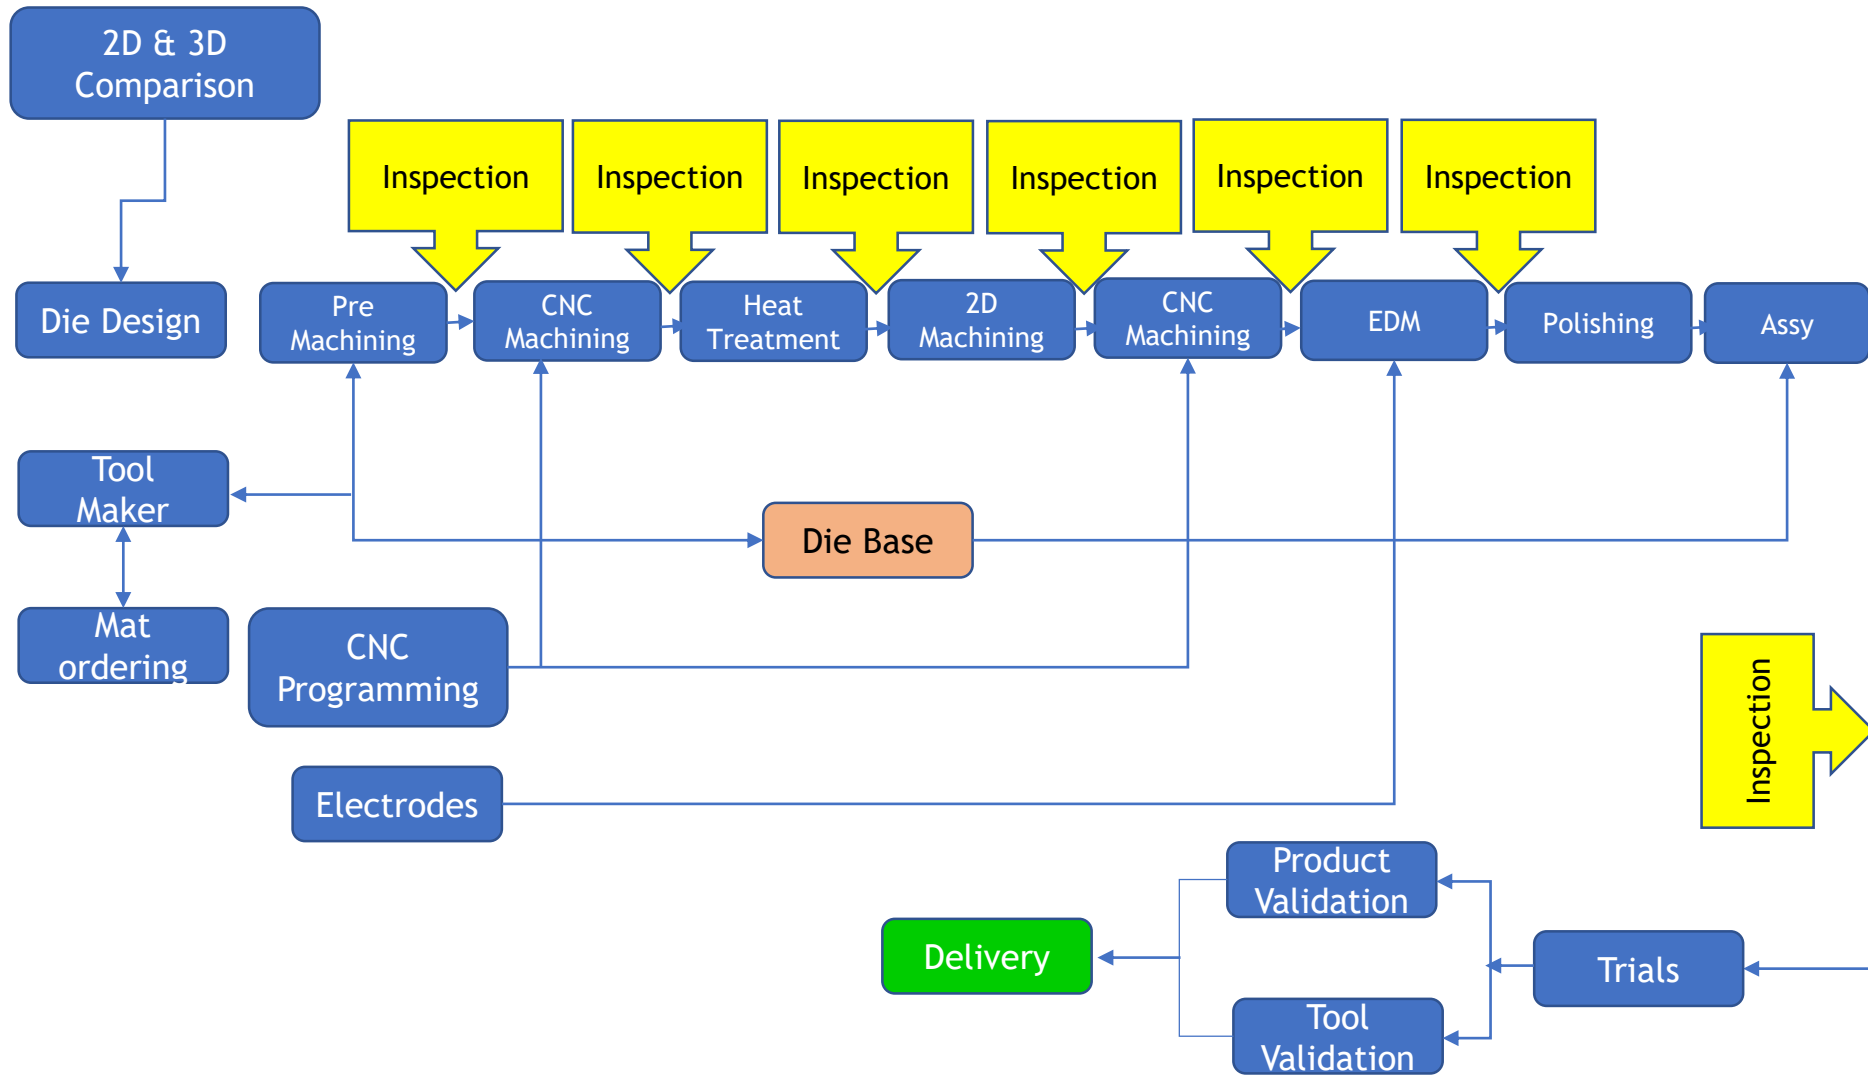 2D & 3D
Comparison
Inspection
Inspection
Inspection
Inspection
Inspection
Inspection
Die Design
Pre
Machining
CNC
Machining
Heat
Treatment
2D
Machining
CNC
Machining
EDM
Polishing
Assy
Tool
Maker
Die Base
Mat
ordering
CNC
Programming
Inspection
Electrodes
Product
Validation
Delivery
Trials
Tool
Validation